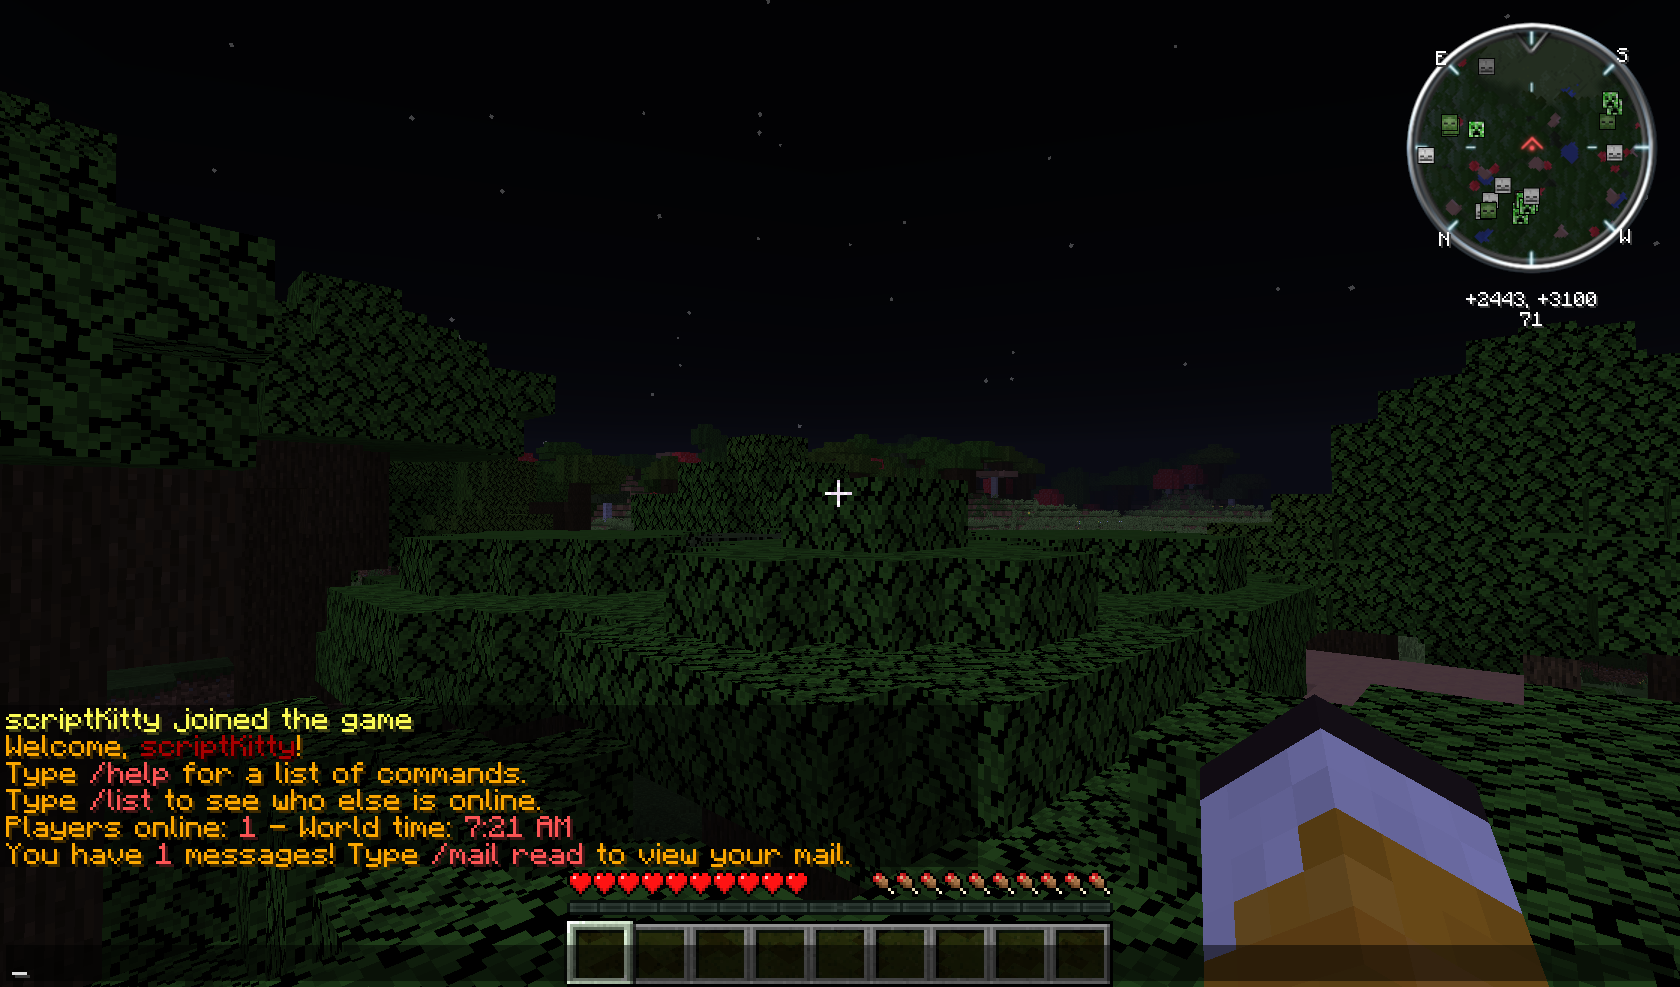 E
S
N
W
+2443, +3100
71
scriptKitty joined the game
Welcome, scriptKitty!
Type /help for a list of commands.
Type /list to see who else is online.
Players online: 1 – World time: 7:21 AM
You have 1 messages! Type /mail read to view your mail.
_